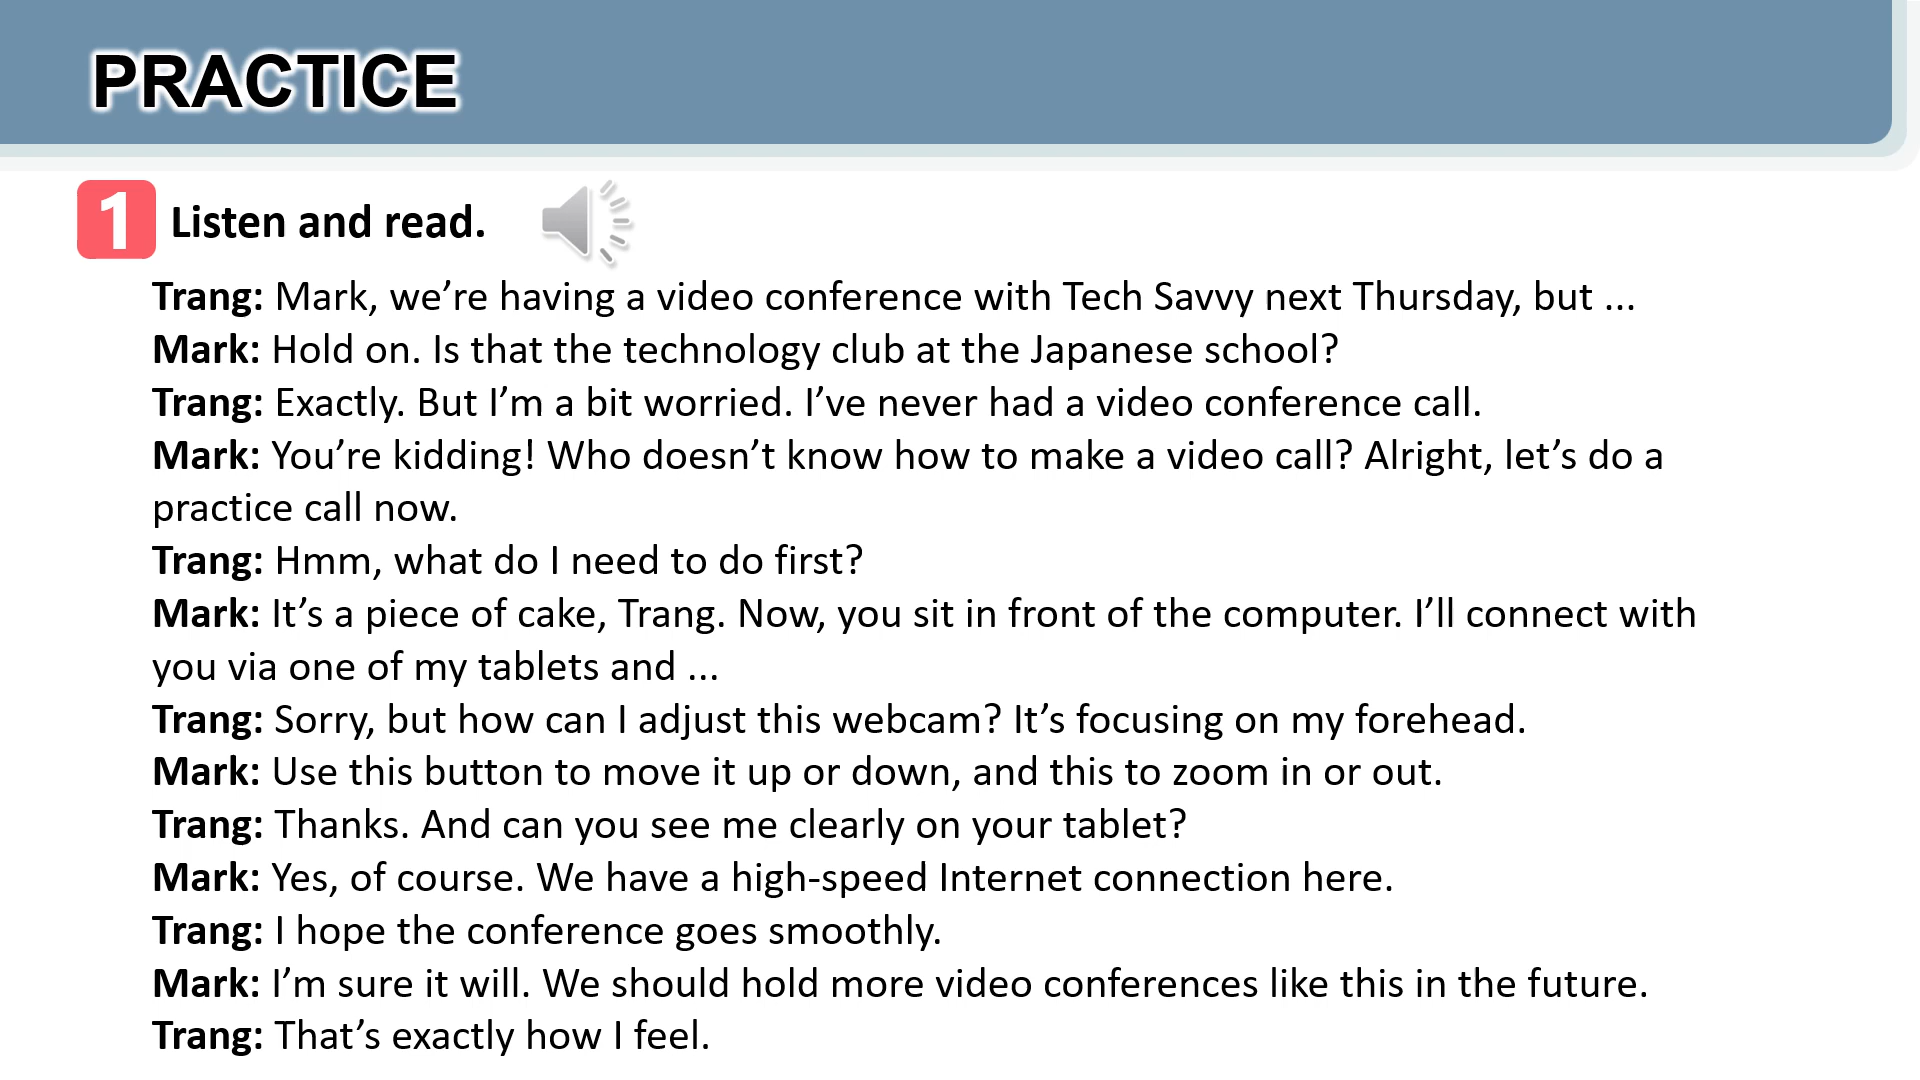 PRACTICE
1 Listen and read.
Trang: Mark, we’re having a video conference with Tech Savvy next Thursday, but ...
Mark: Hold on. Is that the technology club at the Japanese school?
Trang: Exactly. But I’m a bit worried. I’ve never had a video conference call.
Mark: You’re kidding! Who doesn’t know how to make a video call? Alright, let’s do a
practice call now.
Trang: Hmm, what do I need to do first?
Mark: It’s a piece of cake, Trang. Now, you sit in front of the computer. I’ll connect with
you via one of my tablets and ...
Trang: Sorry, but how can I adjust this webcam? It’s focusing on my forehead.
Mark: Use this button to move it up or down, and this to zoom in or out.
Trang: Thanks. And can you see me clearly on your tablet?
Mark: Yes, of course. We have a high-speed Internet connection here.
Trang: I hope the conference goes smoothly.
Mark: I’m sure it will. We should hold more video conferences like this in the future.
Trang: That’s exactly how I feel.